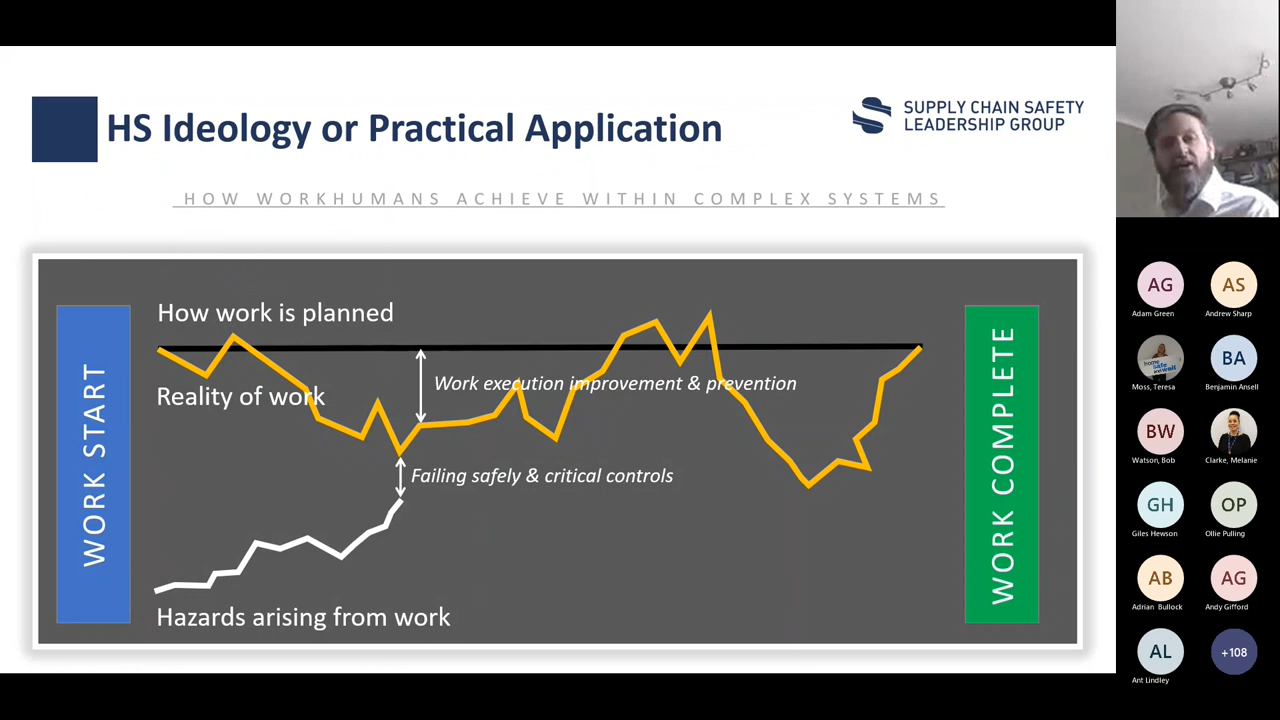 HS Ideology or Practical Application
SUPPLY CHAIN SAFETY
LEADERSHIP GROUP
HOW WORKHUMANS ACHIEVE WITHIN COMPLEX SYSTEMS
WORK START
How work is planned
Work execution improvement & prevention
Reality of work
Failing safely & critical controls
Hazards arising from work
WORK COMPLETE
AG
Adam Green
AS
Andrew Sharp
Moss, Teresa
BA
Benjamin Ansell
BW
Watson, Bob
Clarke, Melanie
GH
Giles Hewson
OP
Ollie Pulling
AB
Adrian Bullock
AG
Andy Gifford
AL
Ant Lindley
+108